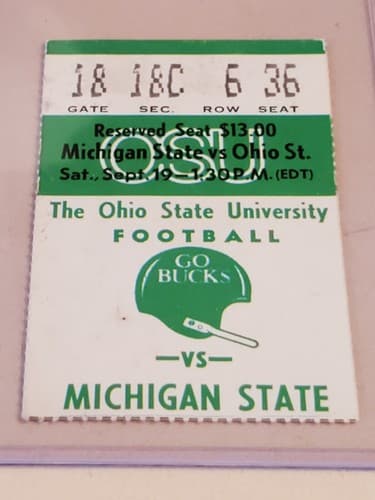 18 18C 6 36
GATE SEC. ROW SEAT
OSU
Reserved Seat $13.00
Michigan State vs Ohio St.
Sat., Sept 19-1:30 P.M. (EDT)
The Ohio State University
FOOTBALL
GO
BUCKS
-VS-
MICHIGAN STATE